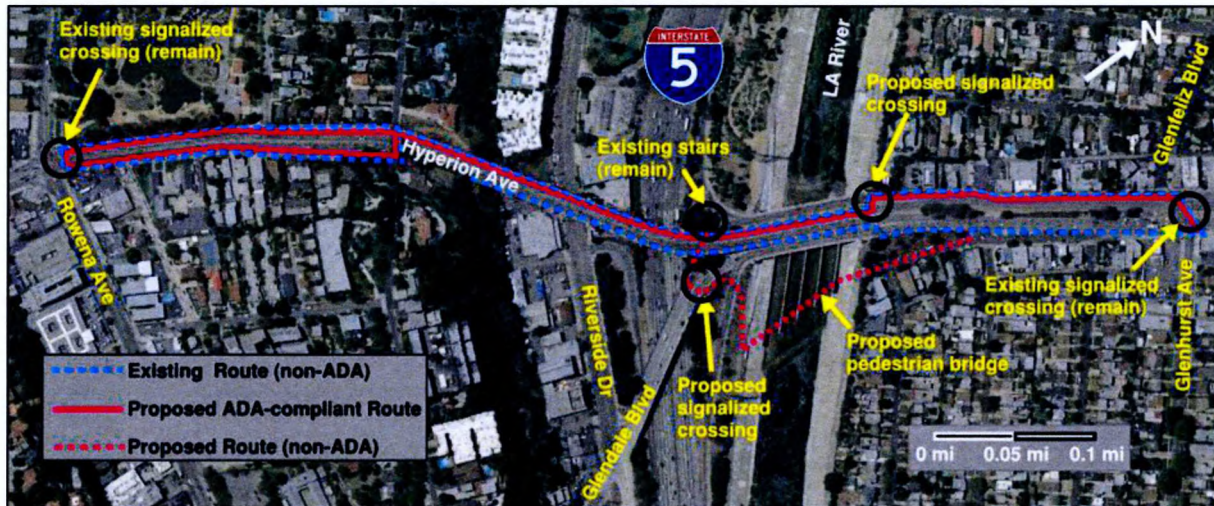 Existing signalized
crossing (remain)
INTERSTATE
5
LA River
N
Proposed signalized
crossing
Glenfeliz Blvd
Existing stairs
(remain)
Hyperion Ave
Rowena Ave
Riverside Dr
Glendale Blvd
Existing signalized
crossing (remain)
Glenhurst Ave
Proposed
pedestrian bridge
Proposed
signalized
crossing
Existing Route (non-ADA)
Proposed ADA-compliant Route
Proposed Route (non-ADA)
0 mi 0.05 mi 0.1 mi